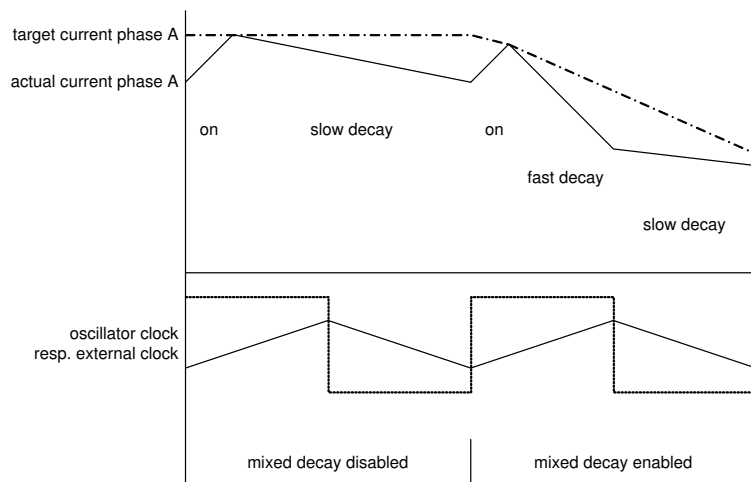 target current phase A
actual current phase A
on
slow decay
on
fast decay
slow decay
oscillator clock
resp. external clock
mixed decay disabled
mixed decay enabled